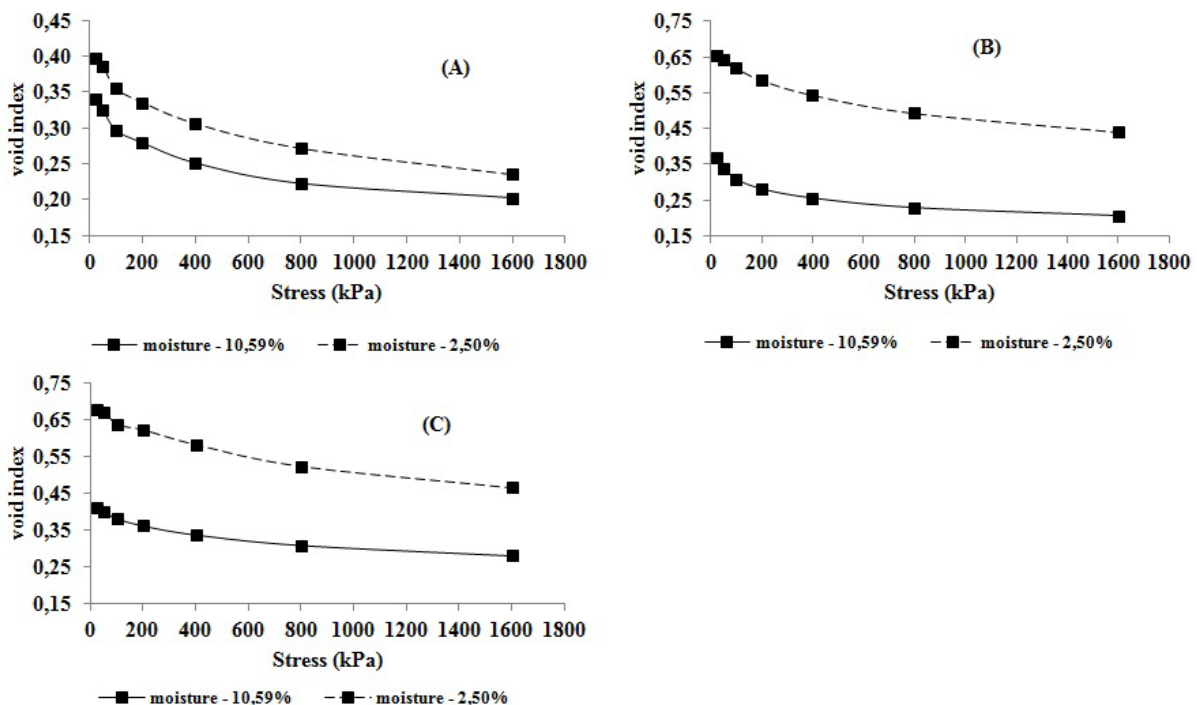 0,45
0,40
0,35
0,30
0,25
0,20
0,15
void index
(A)
0 200 400 600 800 1000 1200 1400 1600 1800
Stress (kPa)
moisture - 10,59% moisture - 2,50%
0,75
0,65
0,55
0,45
0,35
0,25
0,15
void index
(B)
0 200 400 600 800 1000 1200 1400 1600 1800
Stress (kPa)
moisture - 10,59% moisture - 2,50%
0,75
0,65
0,55
0,45
0,35
0,25
0,15
void index
(C)
0 200 400 600 800 1000 1200 1400 1600 1800
Stress (kPa)
moisture - 10,59% moisture - 2,50%